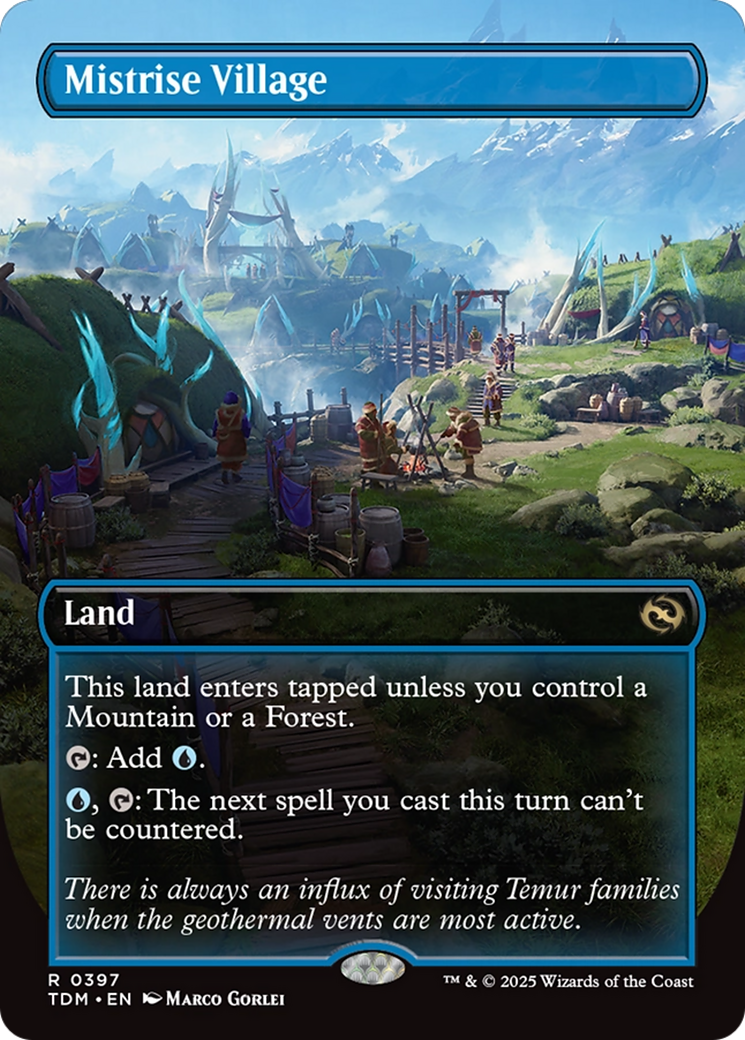 Mistrise Village
Land
This land enters tapped unless you control a
Mountain or a Forest.
: Add .
, : The next spell you cast this turn can't
be countered.
There is always an influx of visiting Temur families
when the geothermal vents are most active.
R 0397
TDM • EN Marco Gorlei
™ & © 2025 Wizards of the Coast